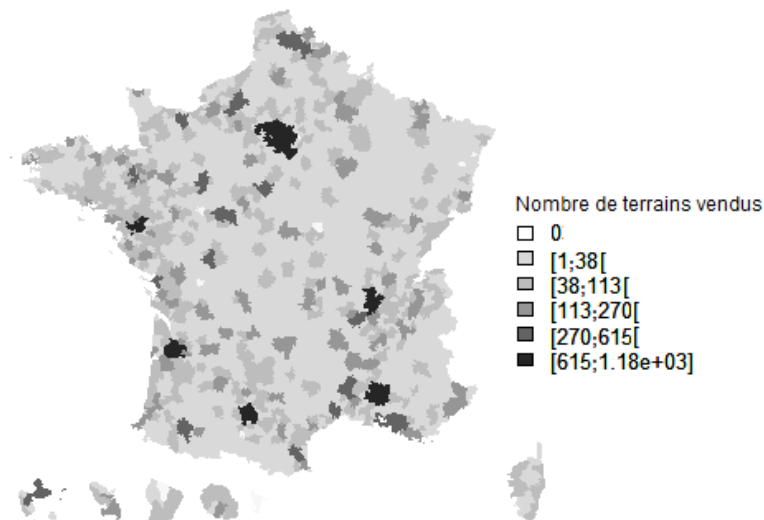 Nombre de terrains vendus
0
[1;38[
[38;113[
[113;270[
[270;615[
[615;1.18e+03]